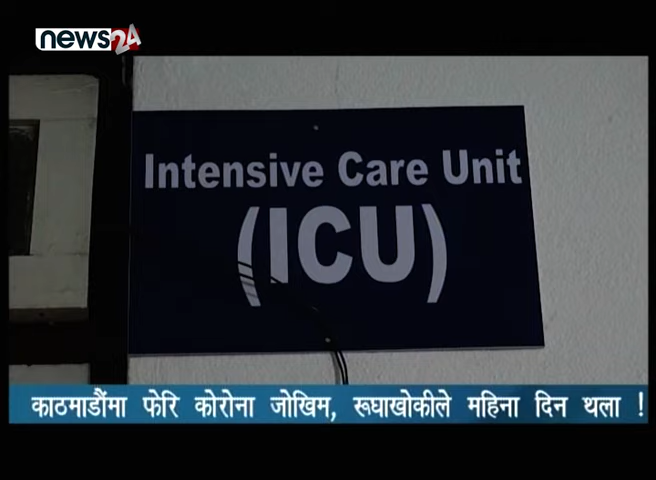 news24
Intensive Care Unit
(ICU)
काठमाडौंमा फेरि कोरोना जोखिम, रूघाखोकीले महिना दिन थला !